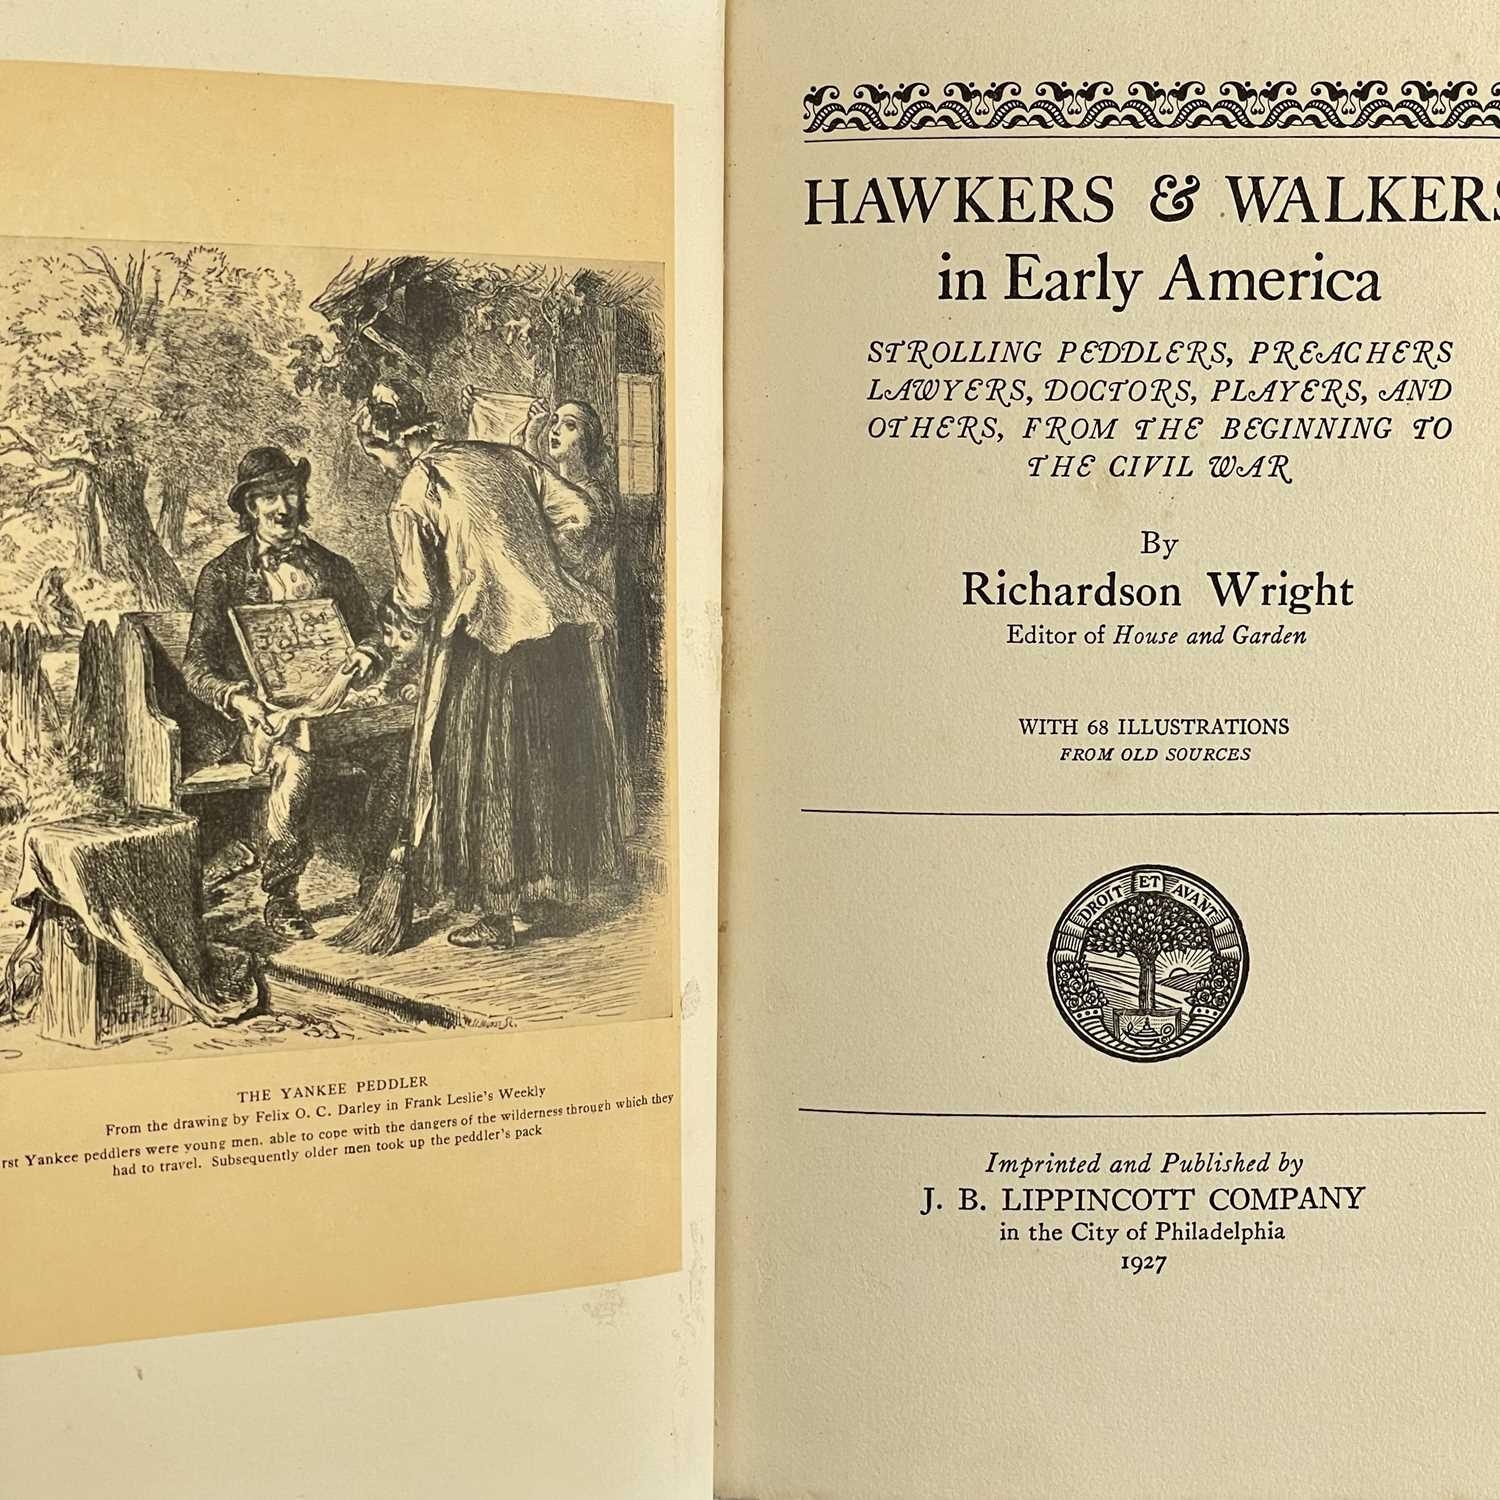 Darley
THE YANKEE PEDDLER
From the drawing by Felix O. C. Darley in Frank Leslie's Weekly
rst Yankee peddlers were young men, able to cope with the dangers of the wilderness through which they
had to travel. Subsequently older men took up the peddler's pack
HAWKERS & WALKERS
in Early America
STROLLING PEDDLERS, PREACHERS
LAWYERS, DOCTORS, PLAYERS, AND
OTHERS, FROM THE BEGINNING TO
THE CIVIL WAR
By
Richardson Wright
Editor of House and Garden
WITH 68 ILLUSTRATIONS
FROM OLD SOURCES
DROIT ET AVANT
Imprinted and Published by
J. B. LIPPINCOTT COMPANY
in the City of Philadelphia
1927